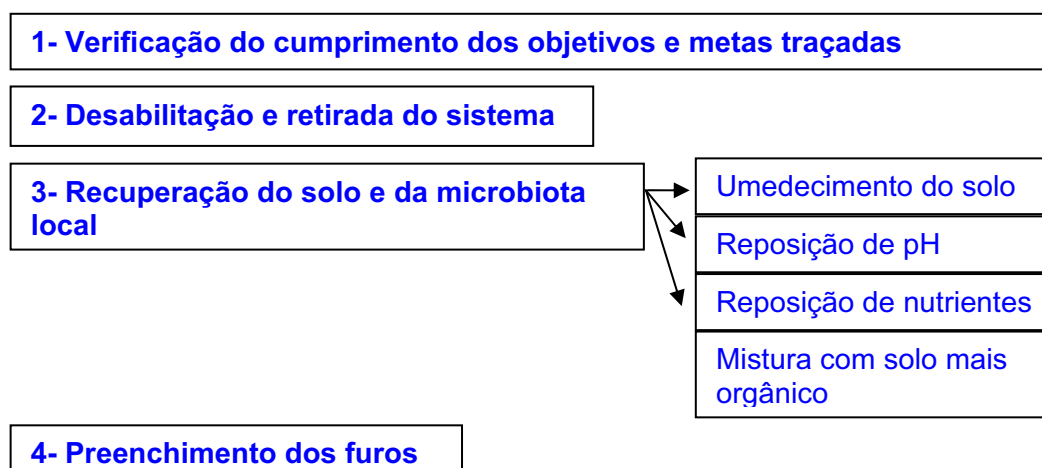 1- Verificação do cumprimento dos objetivos e metas traçadas
2- Desabilitação e retirada do sistema
3- Recuperação do solo e da microbiota
local
Umedecimento do solo
Reposição de pH
Reposição de nutrientes
Mistura com solo mais
orgânico
4- Preenchimento dos furos